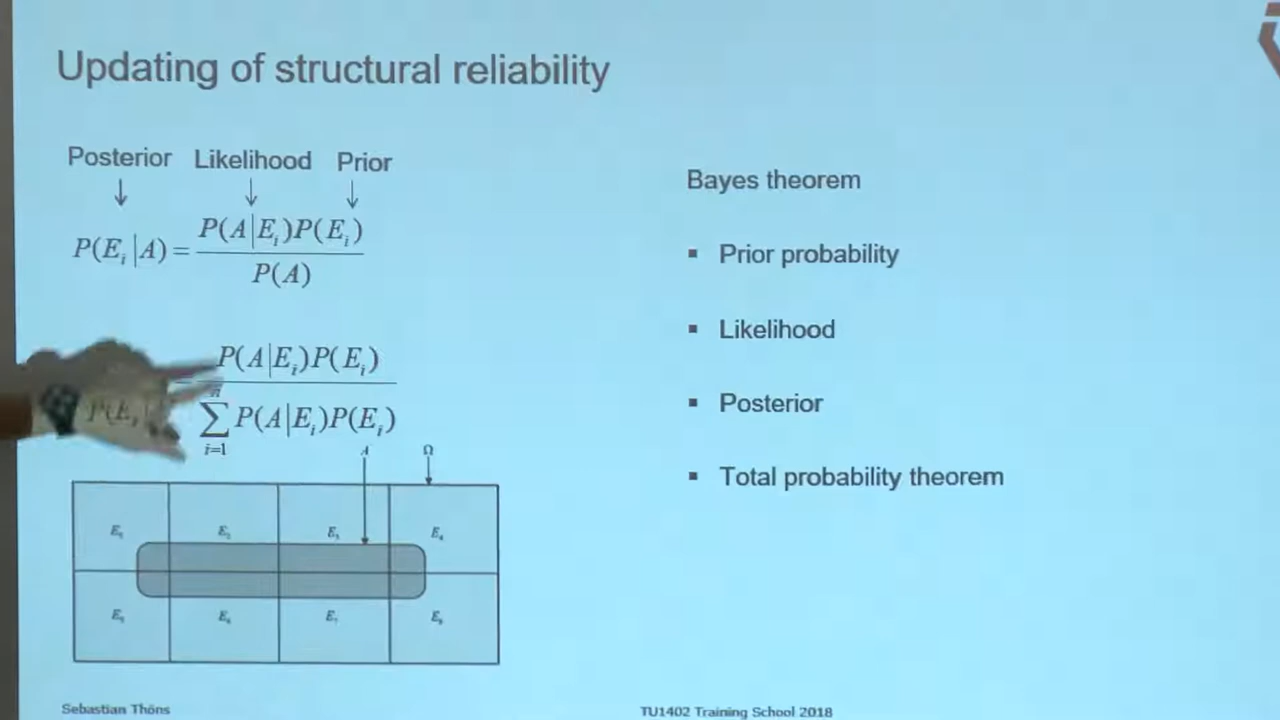 Updating of structural reliability
Posterior Likelihood Prior
P(E_i|A) = P(A|E_i)P(E_i) / P(A)
P(E_i| P(A|E_i)P(E_i) / ∑_{i=1}^{n} P(A|E_i)P(E_i)
A Ω
E₂ E₃ E₄
E₅ E₆ E₇ E₈
Bayes theorem
▪ Prior probability
▪ Likelihood
▪ Posterior
▪ Total probability theorem
Sebastian Thöns
TU1402 Training School 2018